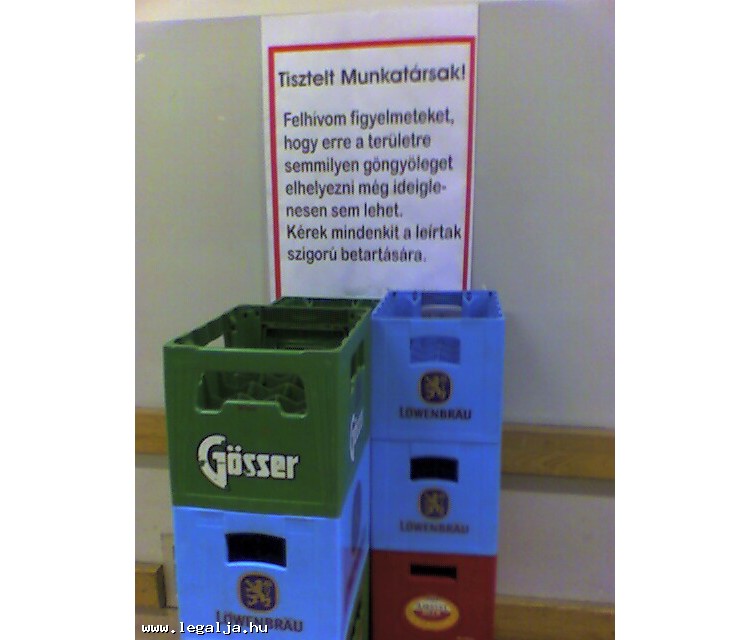 Tisztelt Munkatársak!
Felhívom figyelmeteket,
hogy erre a területre
semmilyen göngyöleget
elhelyezni még ideigle-
nesen sem lehet.
Kérek mindenkit a leírtak
szigorú betartására.
LÖWENBRÄU
Gösser
Gösser
LÖWENBRÄU
LÖWENBRÄU
www.legalja.hu